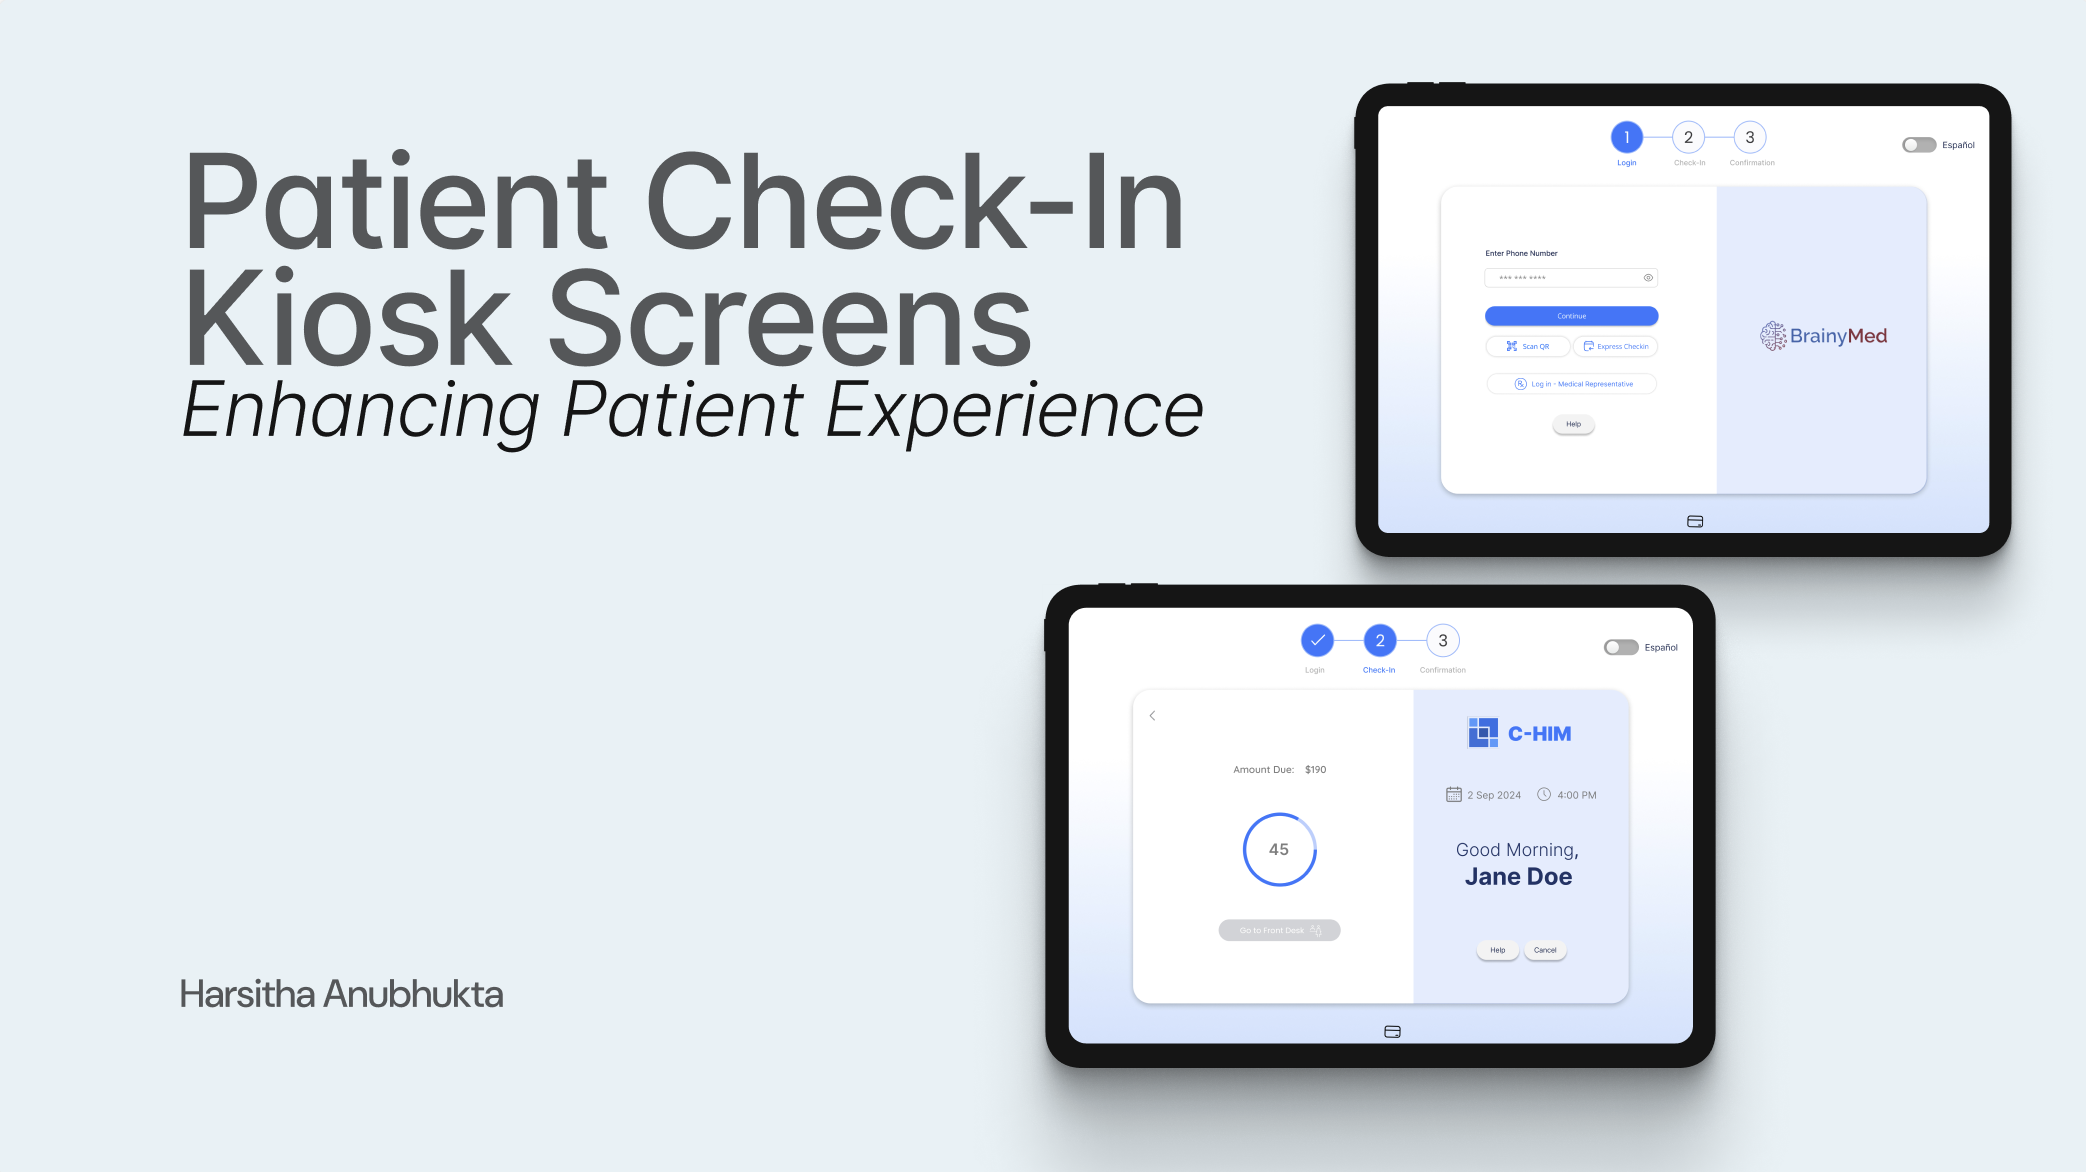 Patient Check-In
Kiosk Screens
Enhancing Patient Experience
Harsitha Anubhukta
1 2 3
Login Check-In Confirmation
Español
Enter Phone Number
*** *** ****
Continue
Scan QR Express Checkin
Log in - Medical Representative
Help
BrainyMed
2 3
Login Check-In Confirmation
Español
Amount Due: $190
45
Go to Front Desk
C-HIM
2 Sep 2024 4:00 PM
Good Morning,
Jane Doe
Help Cancel